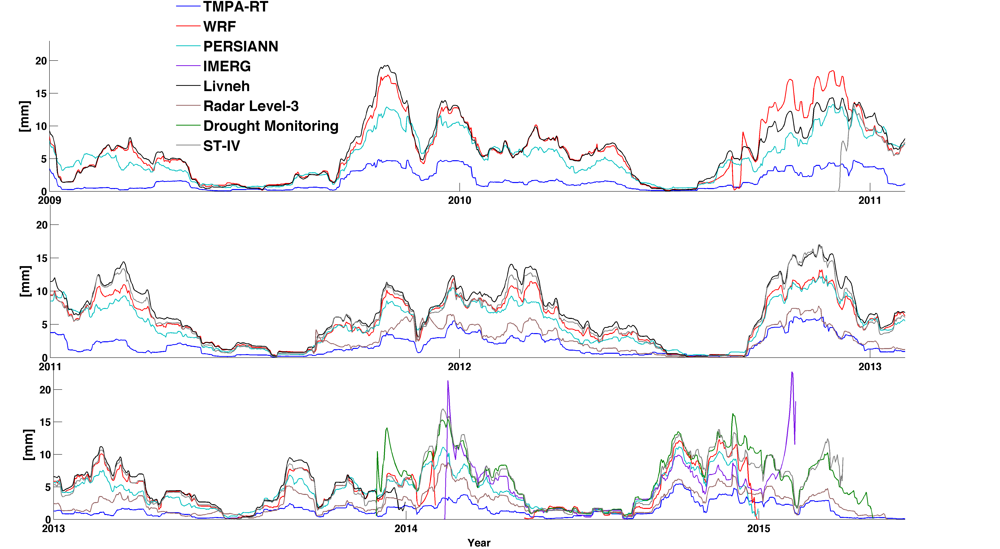 TMPA-RT
WRF
PERSIANN
IMERG
Livneh
Radar Level-3
Drought Monitoring
ST-IV
20
15
10
5
0
[mm]
2009 2010 2011
20
15
10
5
0
[mm]
2011 2012 2013
20
15
10
5
0
[mm]
2013 2014 2015
Year